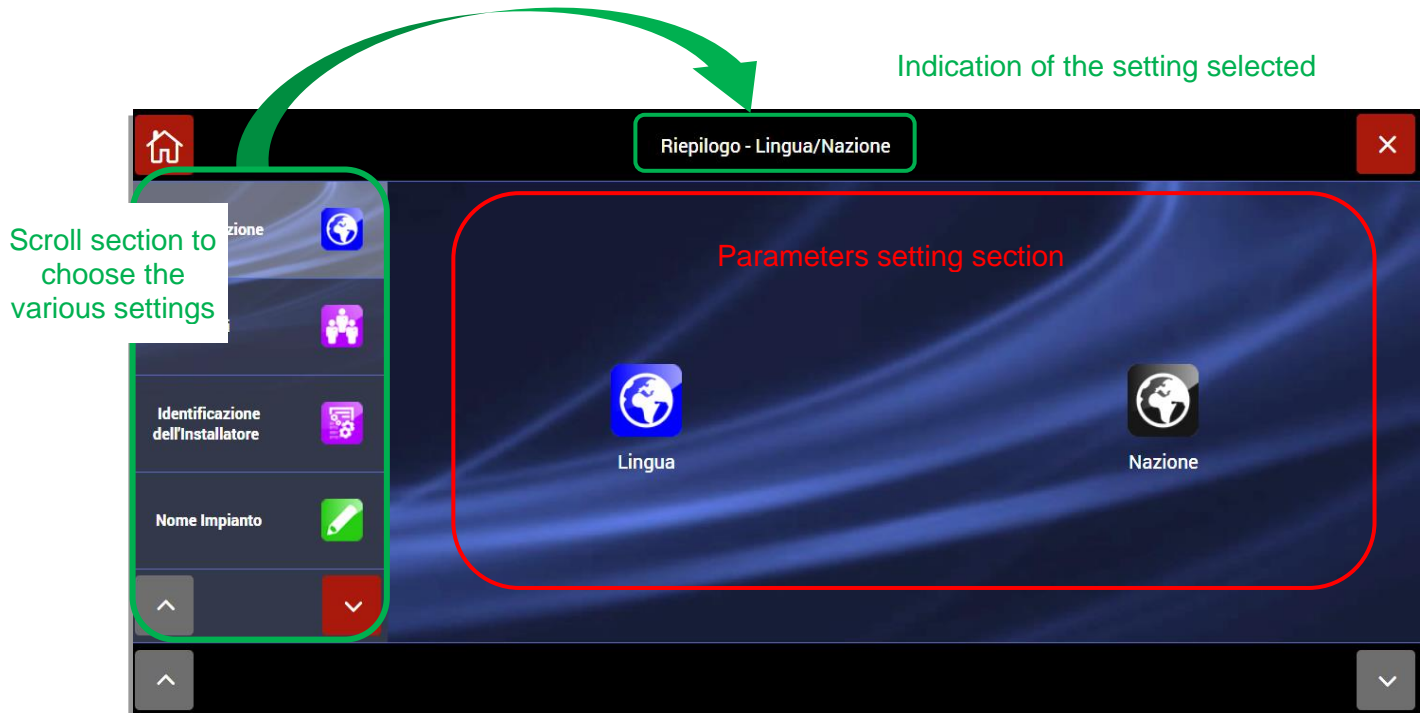 Indication of the setting selected
Riepilogo - Lingua/Nazione
Scroll section to
choose the
various settings
zione
i
Identificazione
dell'Installatore
Nome Impianto
Parameters setting section
Lingua
Nazione